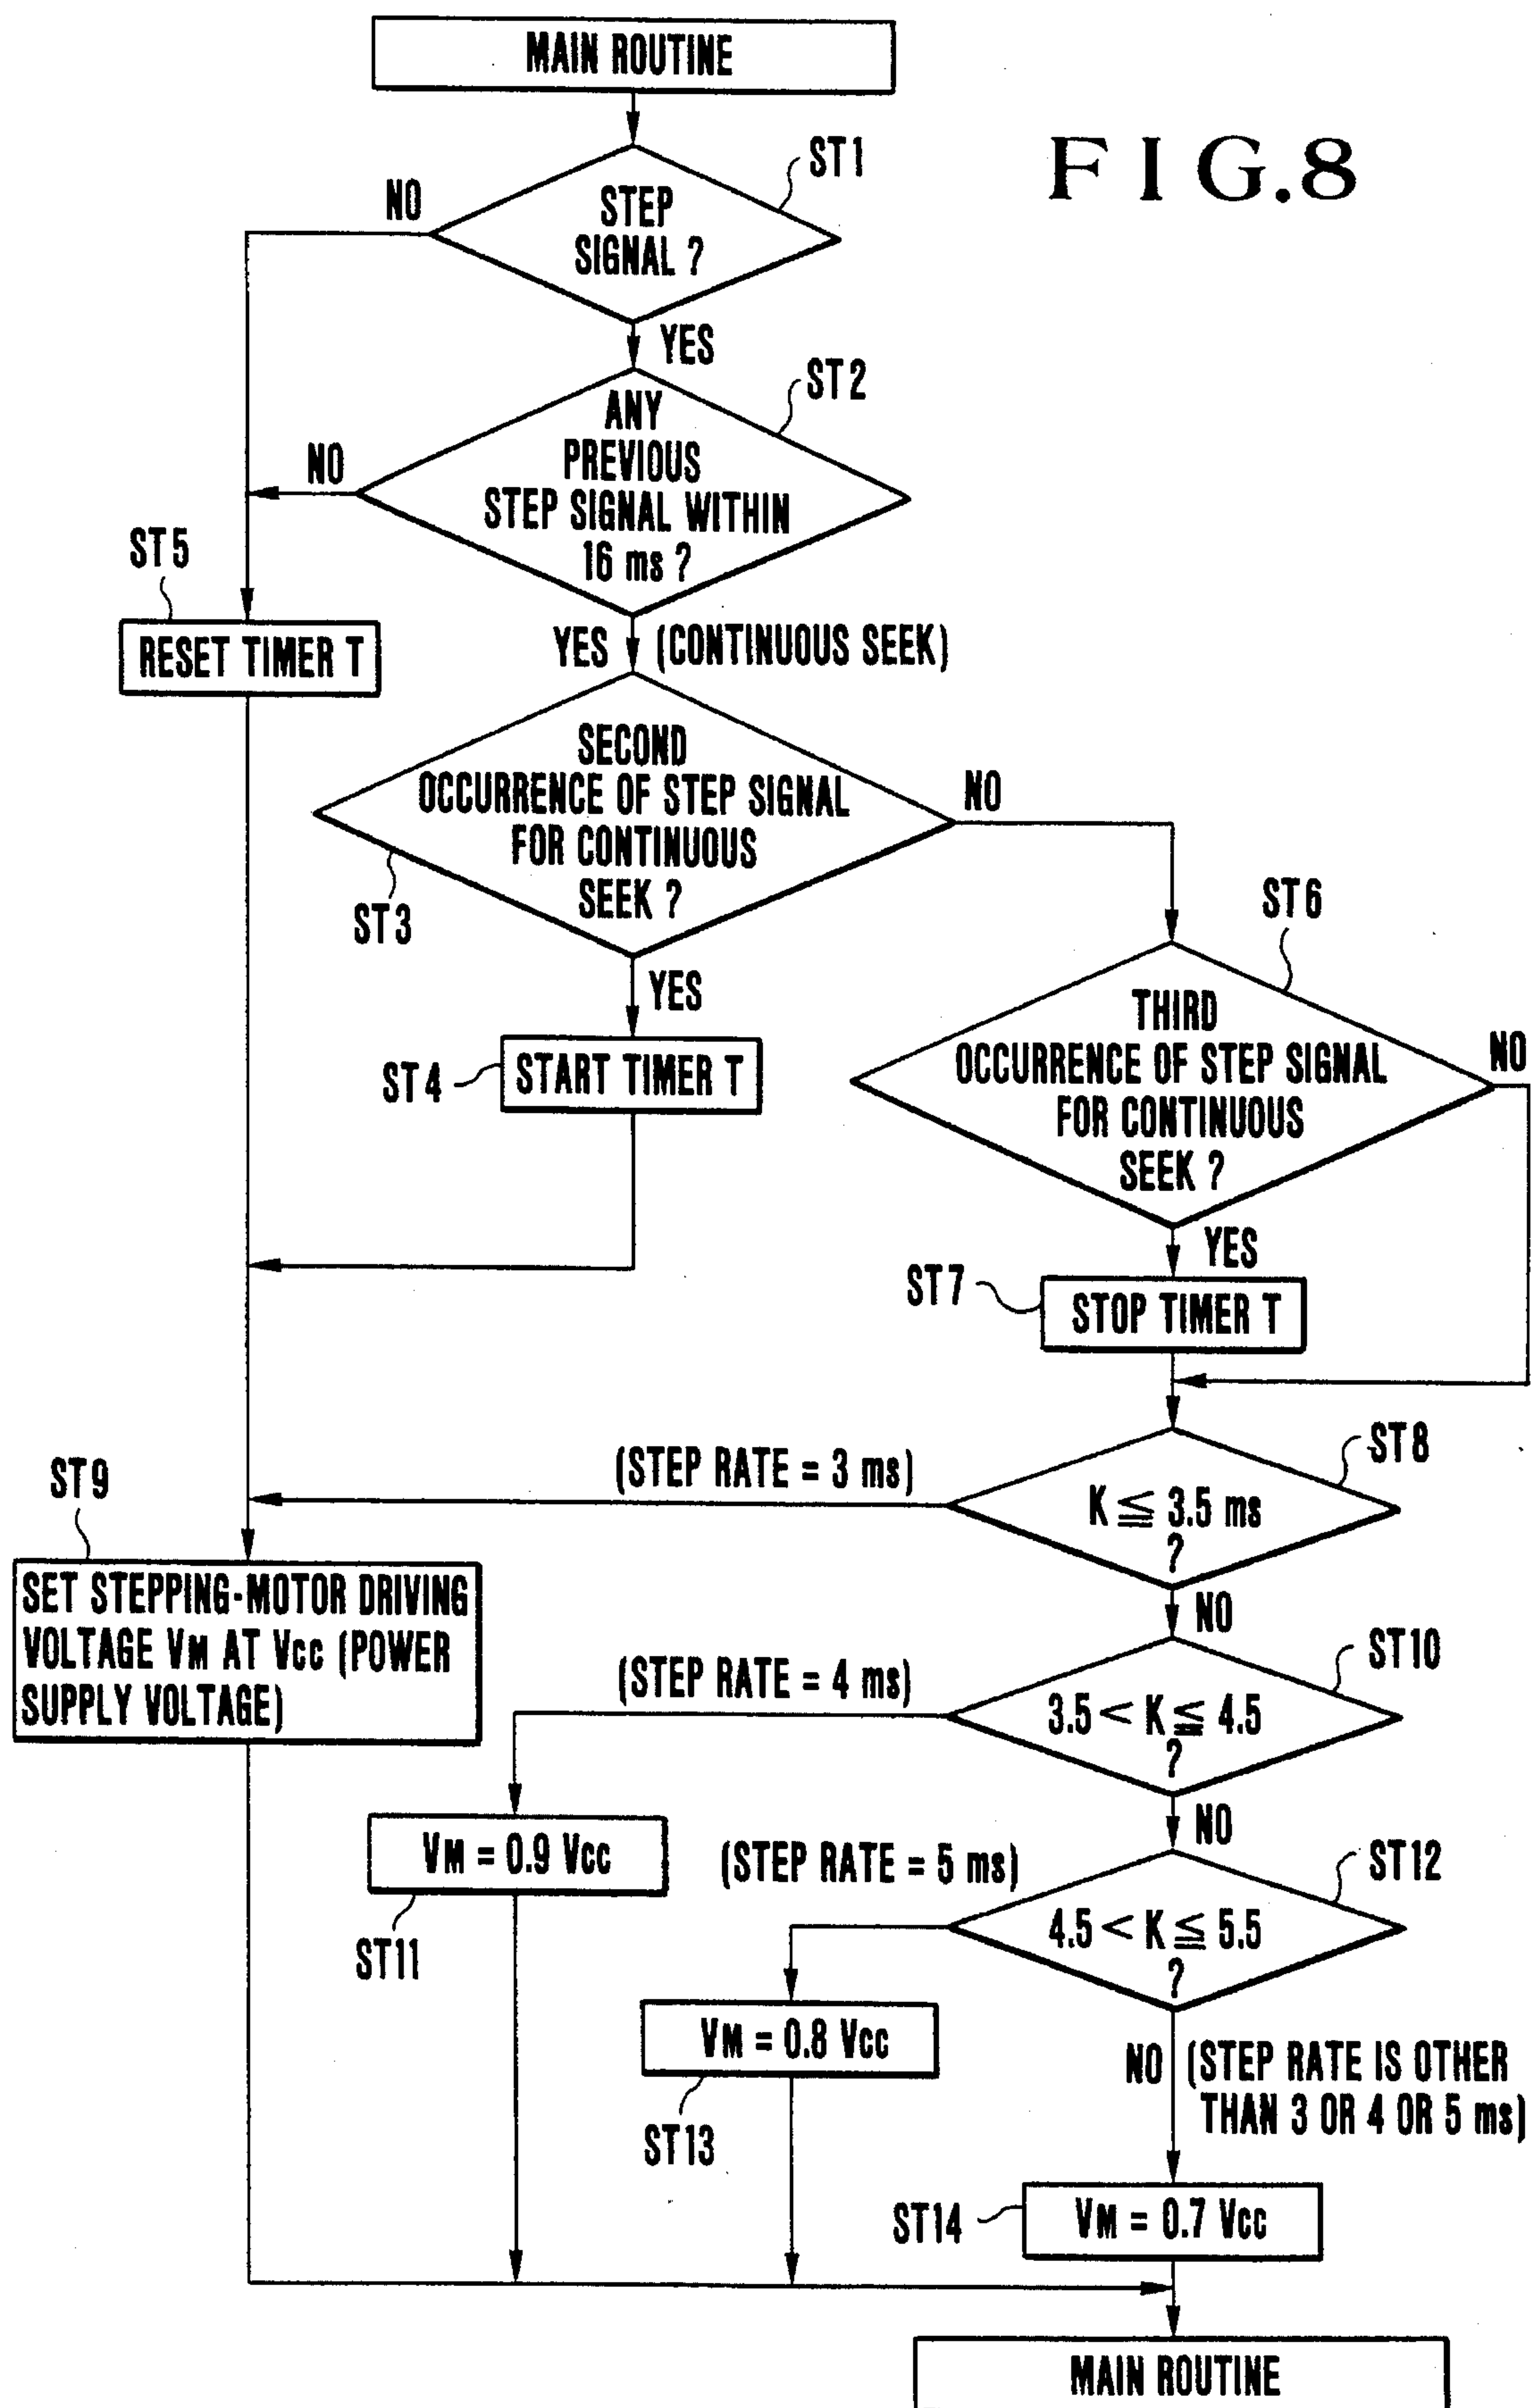 MAIN ROUTINE
FIG.8
ST1
NO
STEP
SIGNAL ?
YES
ST2
ANY
PREVIOUS
STEP SIGNAL WITHIN
16 ms ?
NO
ST5
RESET TIMER T
YES (CONTINUOUS SEEK)
SECOND
OCCURRENCE OF STEP SIGNAL
FOR CONTINUOUS
SEEK ?
NO
ST3
ST6
YES
THIRD
OCCURRENCE OF STEP SIGNAL
FOR CONTINUOUS
SEEK ?
NO
ST4
START TIMER T
YES
ST7
STOP TIMER T
ST8
(STEP RATE = 3 ms)
K ≦ 3.5 ms
?
ST9
SET STEPPING-MOTOR DRIVING
VOLTAGE VM AT Vcc (POWER
SUPPLY VOLTAGE)
NO
ST10
(STEP RATE = 4 ms)
3.5 < K ≦ 4.5
?
NO
VM = 0.9 Vcc
ST11
(STEP RATE = 5 ms)
ST12
4.5 < K ≦ 5.5
?
VM = 0.8 Vcc
ST13
NO (STEP RATE IS OTHER
THAN 3 OR 4 OR 5 ms)
ST14
VM = 0.7 Vcc
MAIN ROUTINE